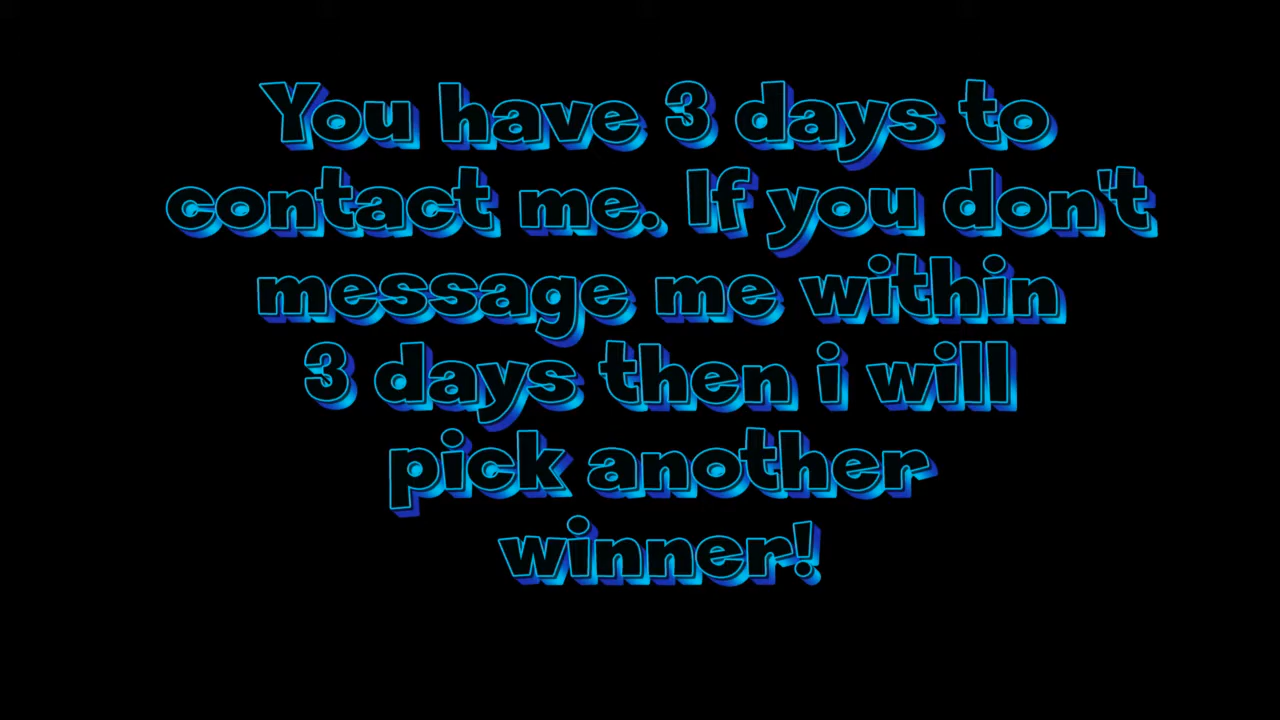 You have 3 days to
contact me. If you don't
message me within
3 days then i will
pick another
winner!